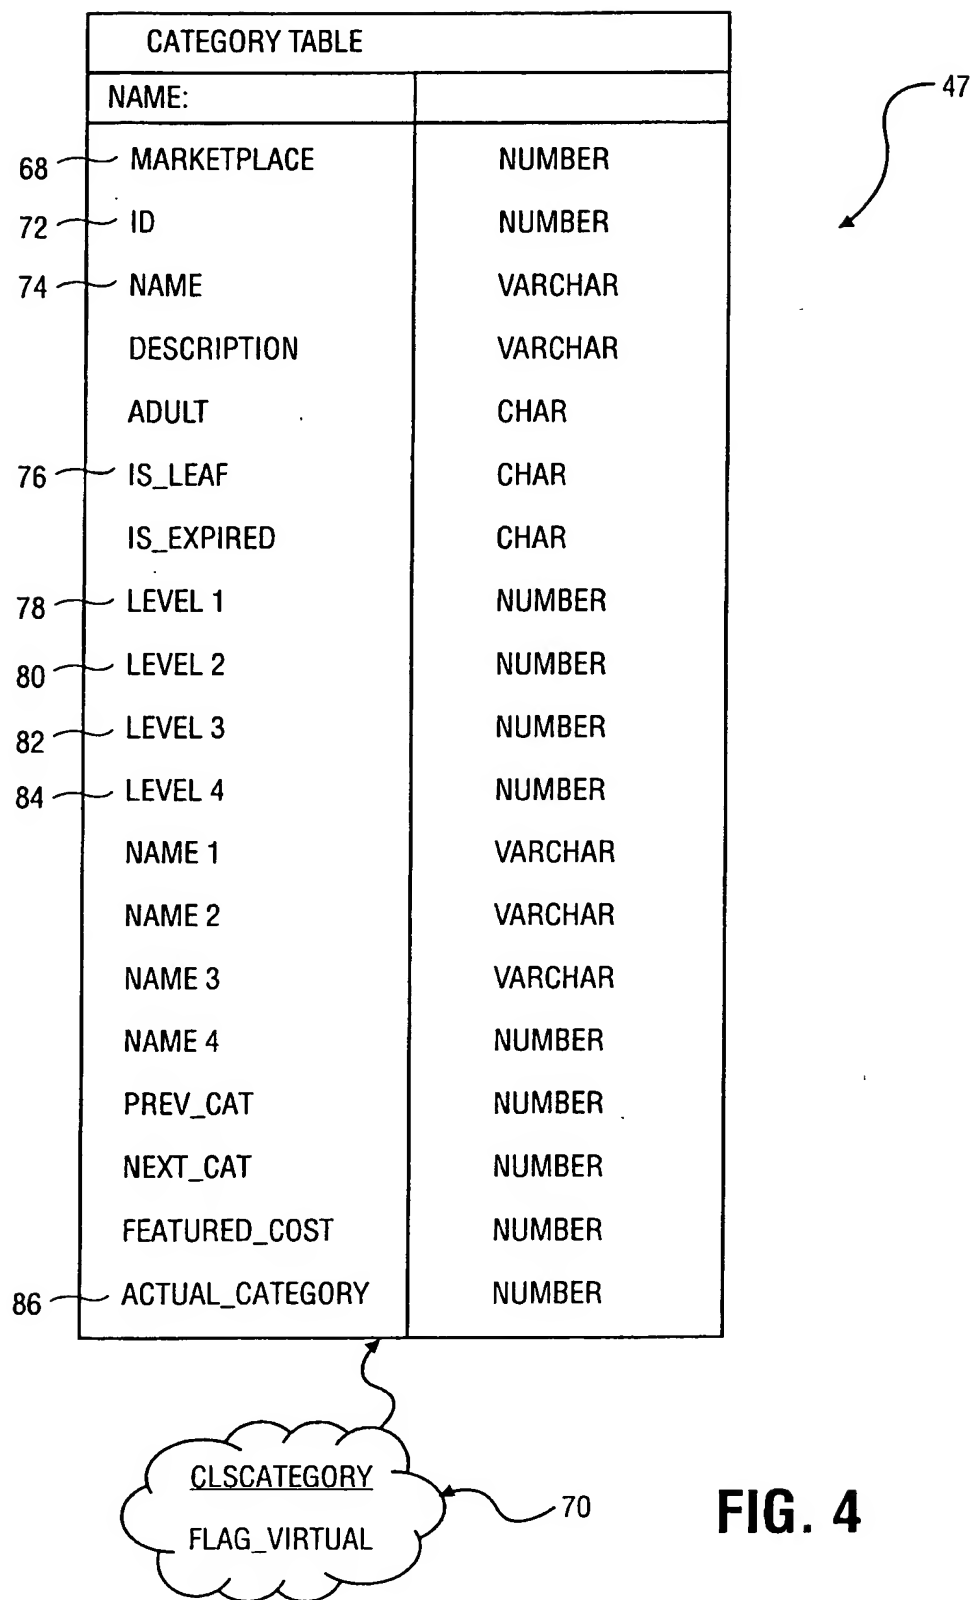 CATEGORY TABLE
NAME:
47
68 MARKETPLACE NUMBER
72 ID NUMBER
74 NAME VARCHAR
DESCRIPTION VARCHAR
ADULT CHAR
76 IS_LEAF CHAR
IS_EXPIRED CHAR
78 LEVEL 1 NUMBER
80 LEVEL 2 NUMBER
82 LEVEL 3 NUMBER
84 LEVEL 4 NUMBER
NAME 1 VARCHAR
NAME 2 VARCHAR
NAME 3 VARCHAR
NAME 4 NUMBER
PREV_CAT NUMBER
NEXT_CAT NUMBER
FEATURED_COST NUMBER
86 ACTUAL_CATEGORY NUMBER
CLSCATEGORY
FLAG_VIRTUAL
70
FIG. 4